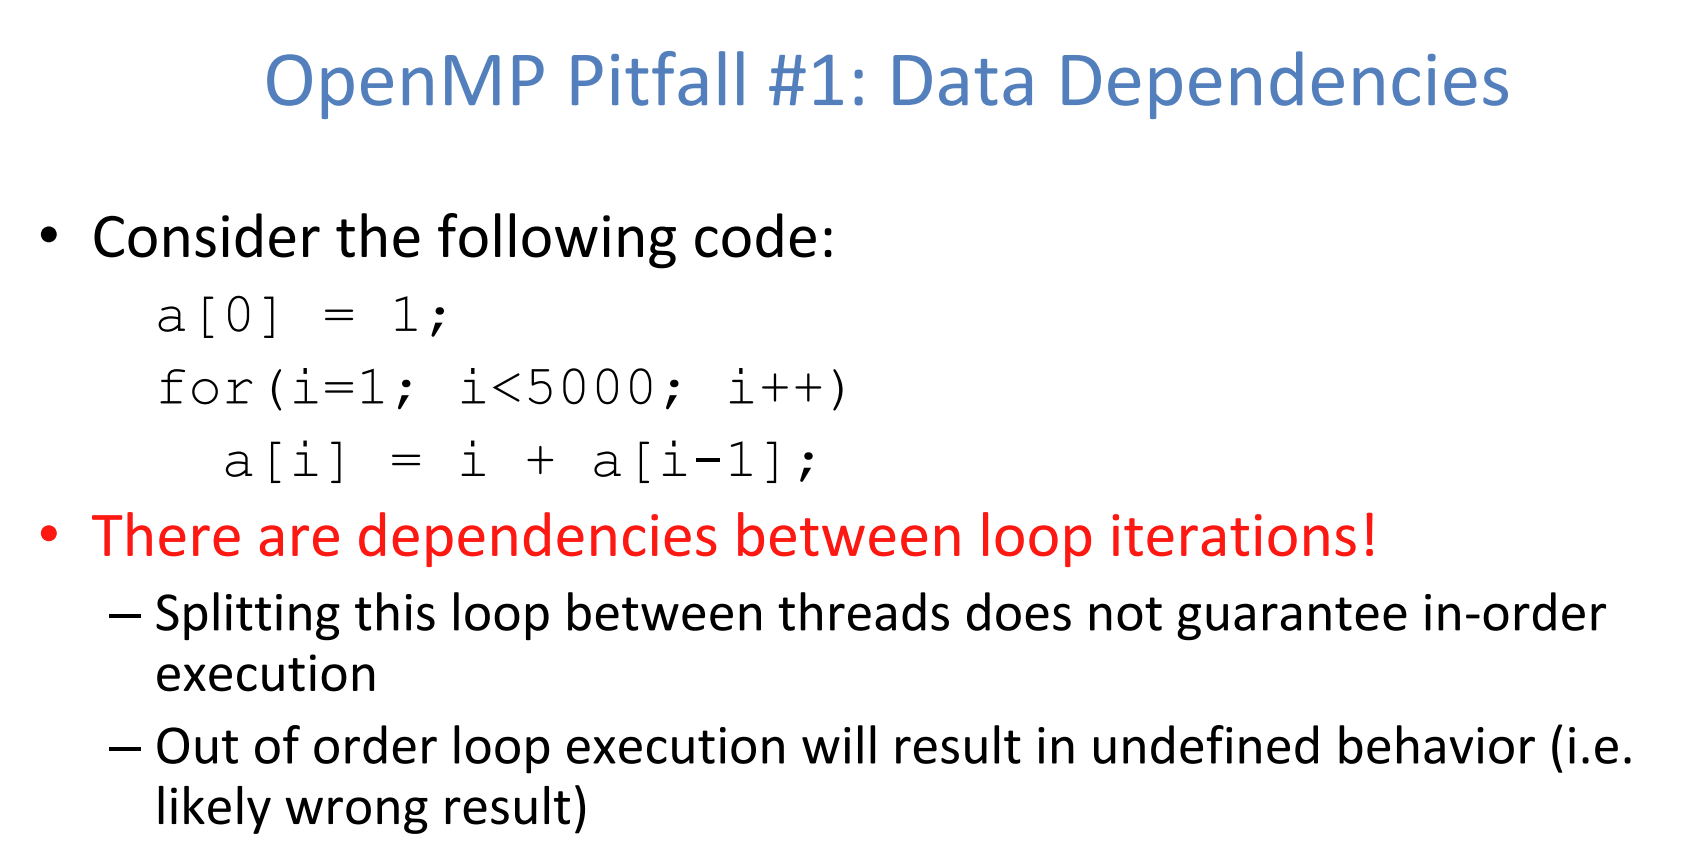 OpenMP Pitfall #1: Data Dependencies
• Consider the following code:
a[0] = 1;
for(i=1; i<5000; i++)
a[i] = i + a[i-1];
• There are dependencies between loop iterations!
– Splitting this loop between threads does not guarantee in-order
execution
– Out of order loop execution will result in undefined behavior (i.e.
likely wrong result)